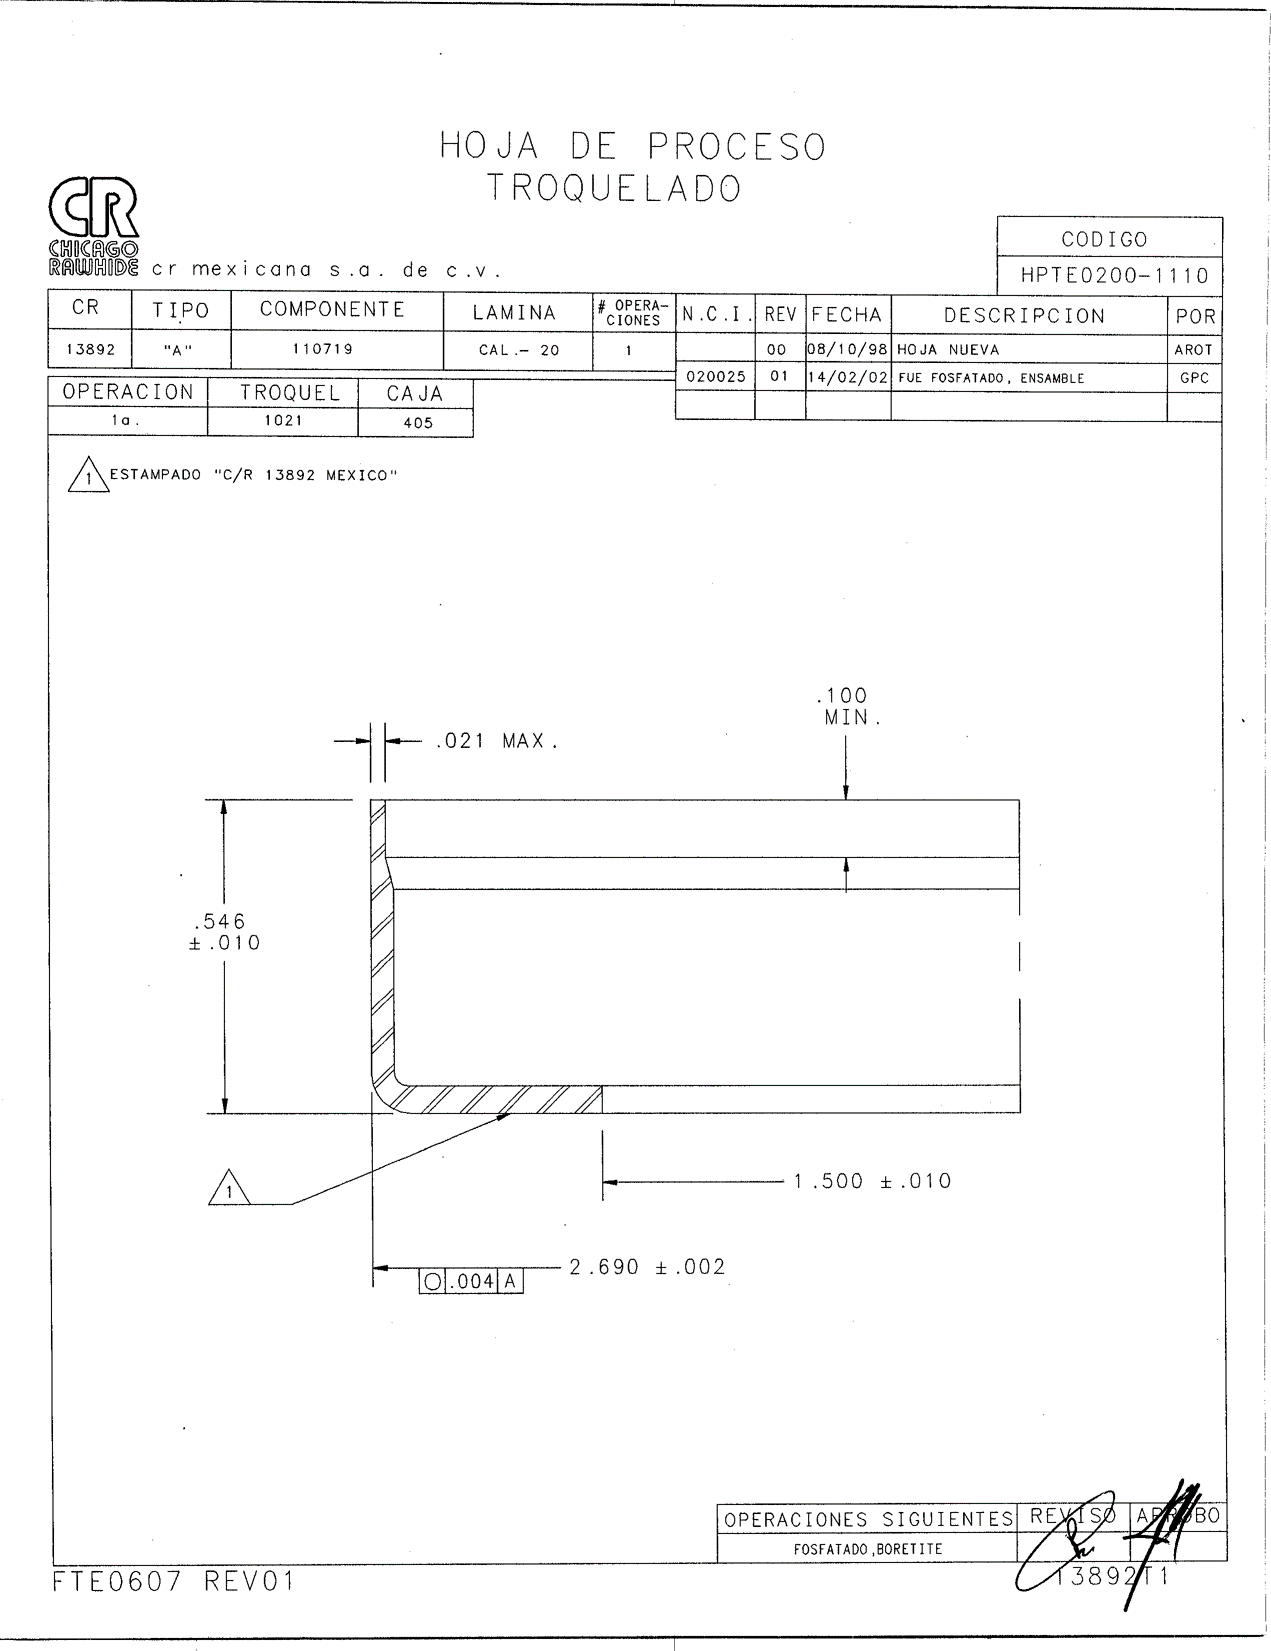 HOJA DE PROCESO
TROQUELADO
CR
CHICAGO
RAWHIDE cr mexicana s.a. de c.v.
CODIGO
HPTE0200-1110
CR TIPO COMPONENTE LAMINA # OPERA-CIONES N.C.I. REV FECHA DESCRIPCION POR
13892 "A" 110719 CAL.- 20 1 00 08/10/98 HOJA NUEVA AROT
020025 01 14/02/02 FUE FOSFATADO, ENSAMBLE GPC
OPERACION TROQUEL CAJA
1a. 1021 405
1 ESTAMPADO "C/R 13892 MEXICO"
.100
MIN.
.021 MAX.
.546
±.010
1
1.500 ±.010
2.690 ±.002
.004 A
OPERACIONES SIGUIENTES REVISO APROBO
FOSFATADO,BORETITE
FTE0607 REV01
13892T1